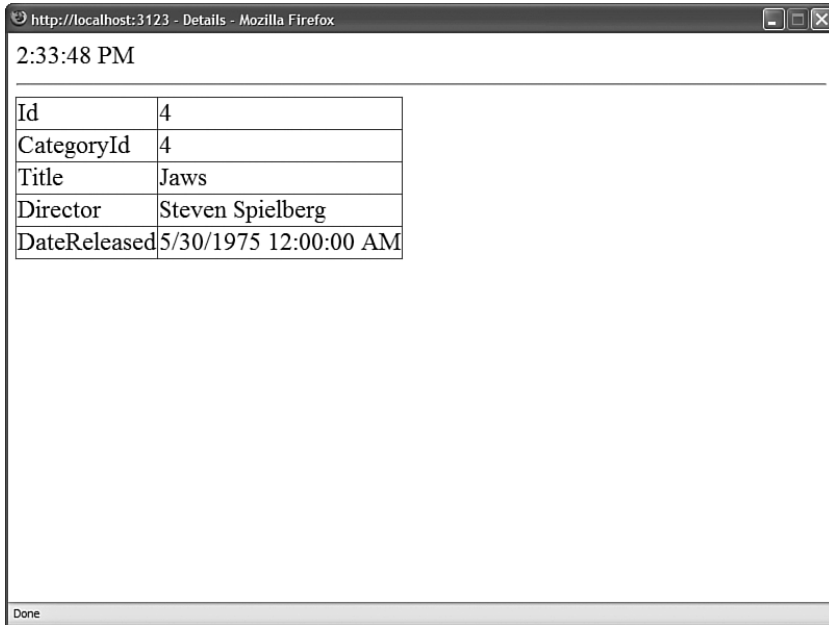 http://localhost:3123 - Details - Mozilla Firefox
2:33:48 PM
Id 4
CategoryId 4
Title Jaws
Director Steven Spielberg
DateReleased 5/30/1975 12:00:00 AM
Done